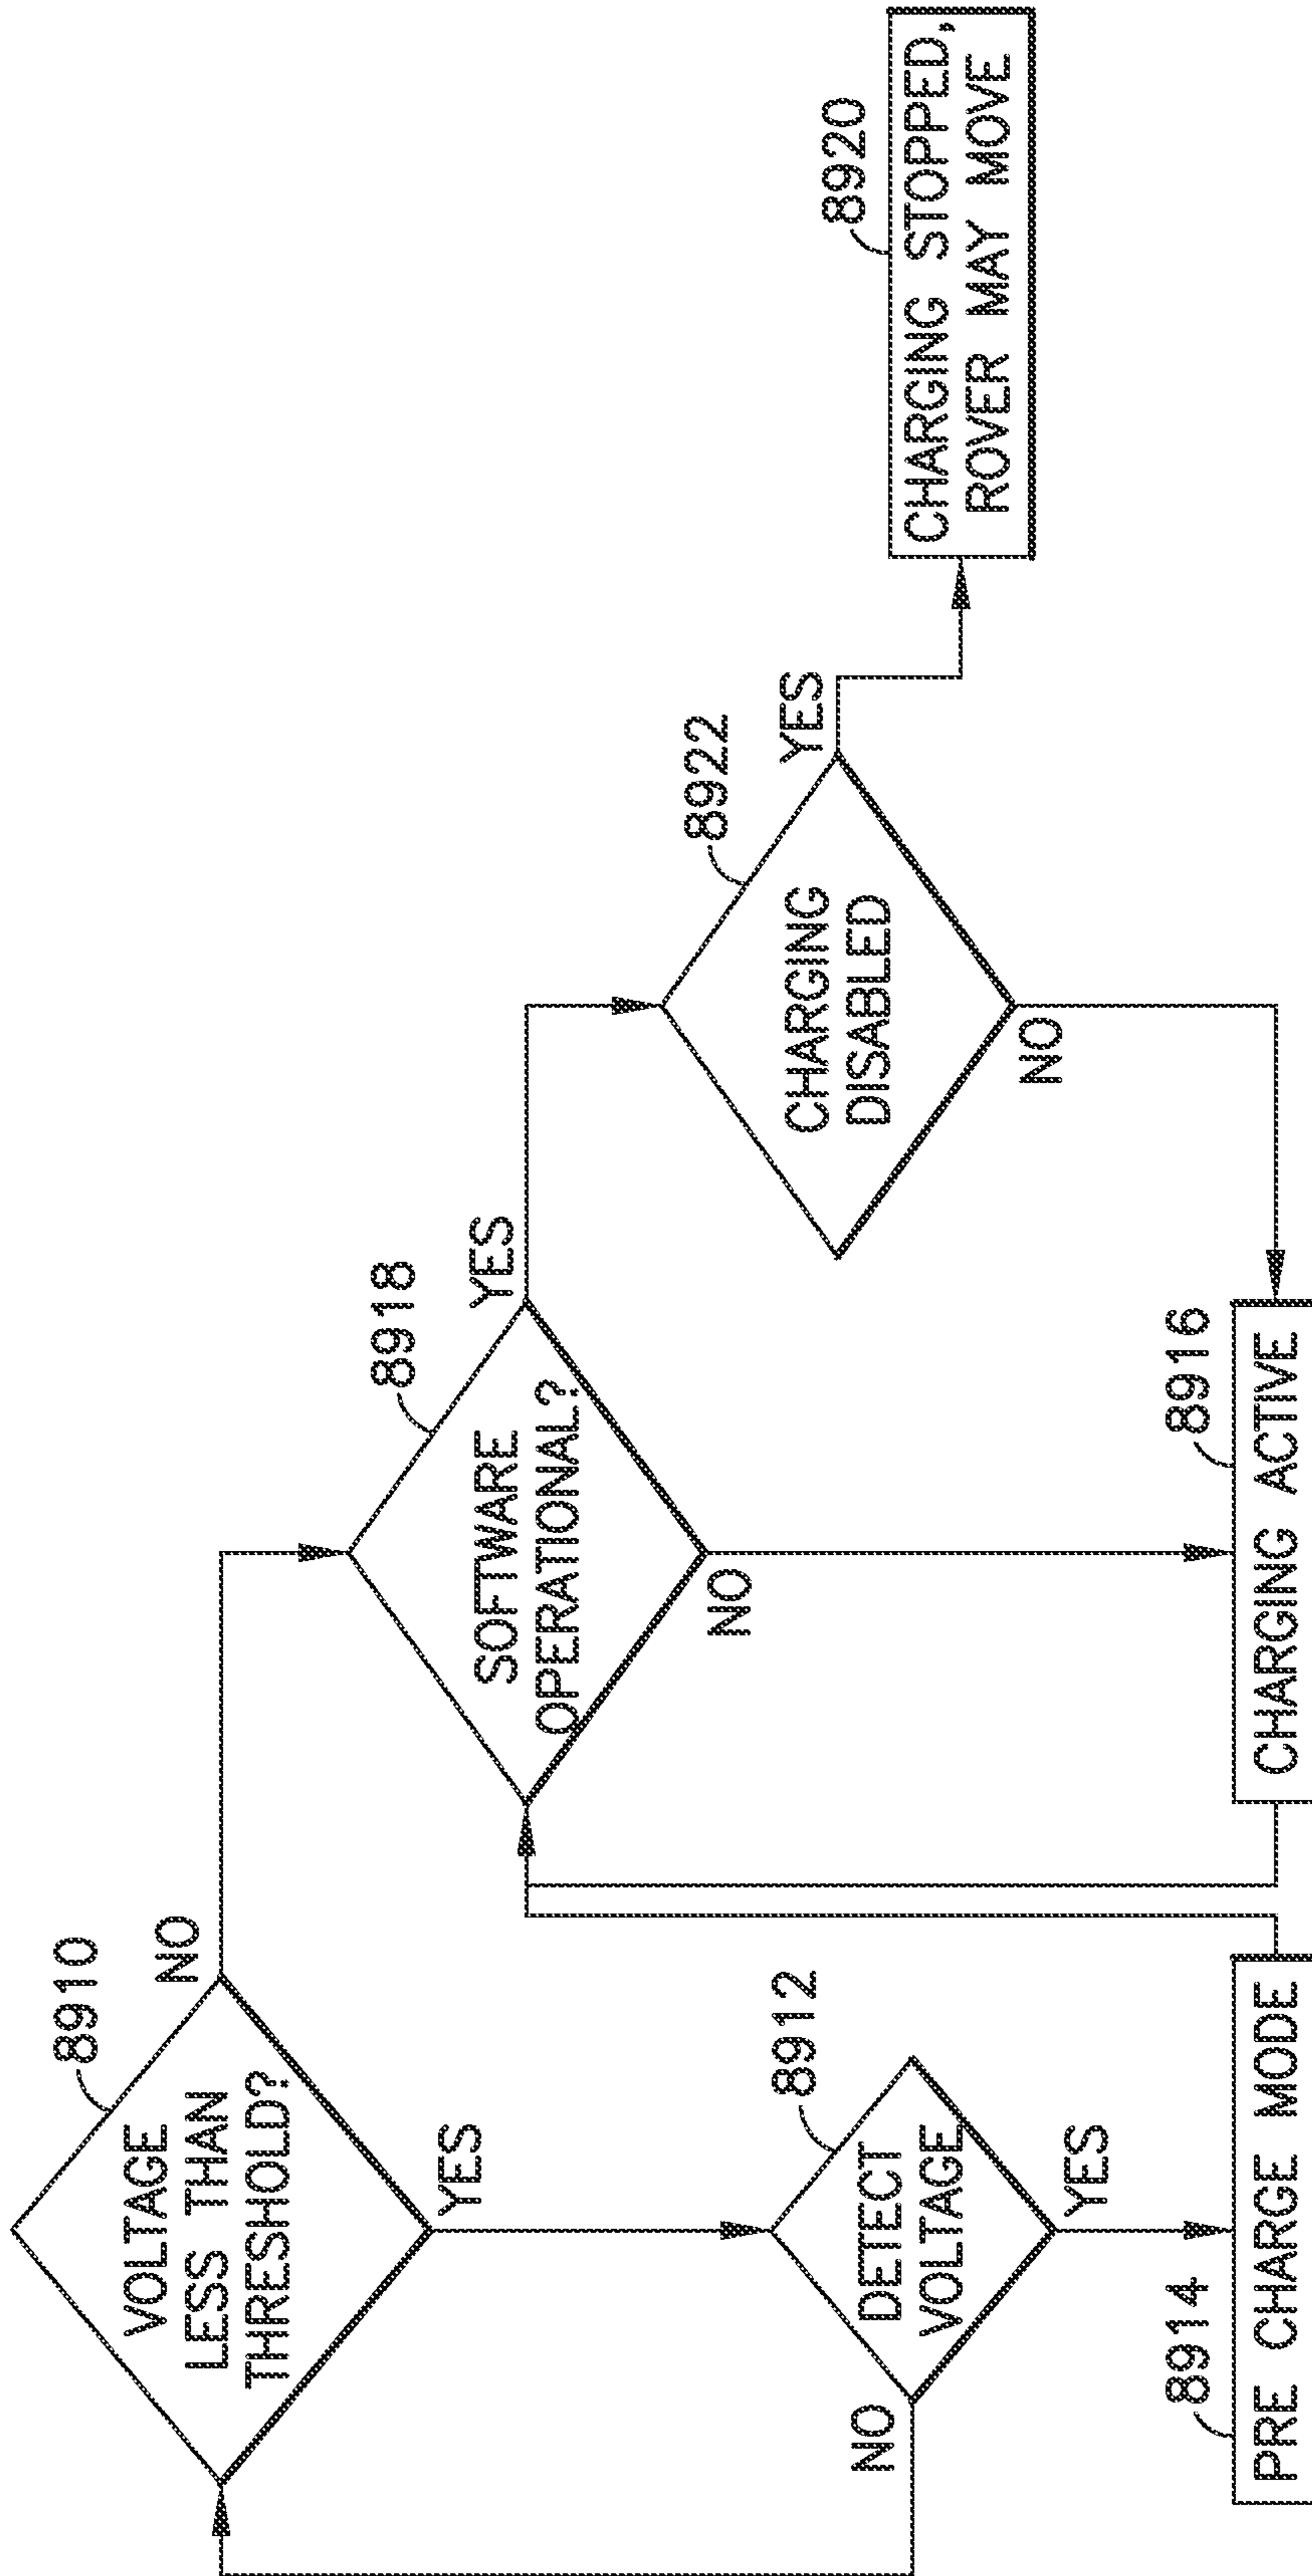 8910
VOLTAGE
LESS THAN
THRESHOLD?
NO
YES
8912
DETECT
VOLTAGE
NO
YES
8914
PRE CHARGE MODE
8918
SOFTWARE
OPERATIONAL?
YES
NO
8916
CHARGING ACTIVE
8922
CHARGING
DISABLED
YES
NO
8920
CHARGING STOPPED,
ROVER MAY MOVE